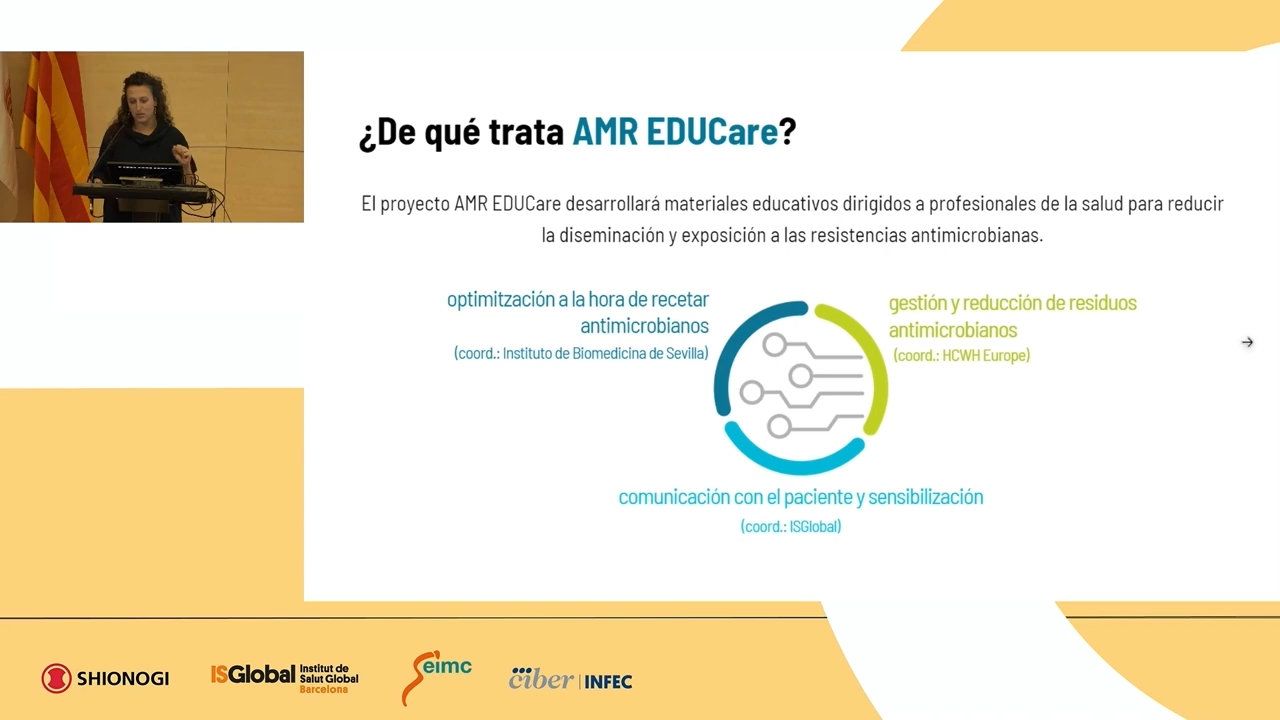 ¿De qué trata AMR EDUCare?
El proyecto AMR EDUCare desarrollará materiales educativos dirigidos a profesionales de la salud para reducir
la diseminación y exposición a las resistencias antimicrobianas.
optimitzación a la hora de recetar
antimicrobianos
(coord.: Instituto de Biomedicina de Sevilla)
gestión y reducción de residuos
antimicrobianos
(coord.: HCWH Europe)
comunicación con el paciente y sensibilización
(coord.: ISGlobal)
SHIONOGI
ISGlobal
Institut de
Salut Global
Barcelona
Seimc
ciber
INFEC